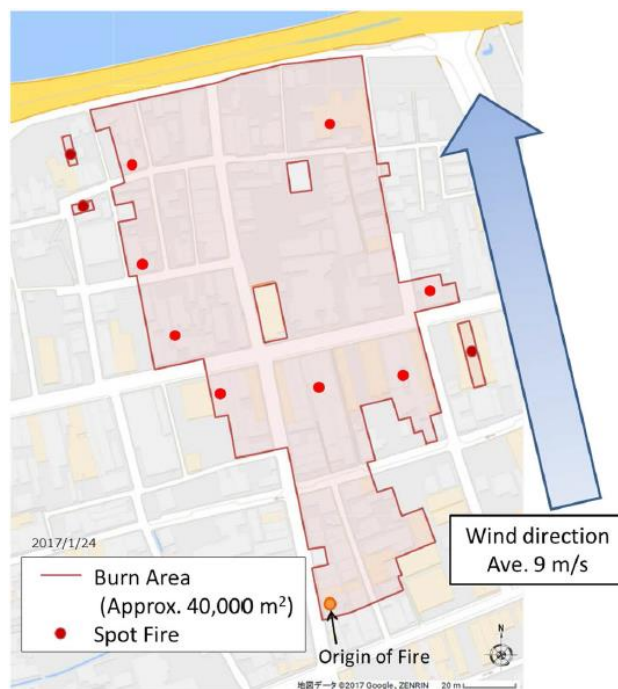 Wind direction
Ave. 9 m/s
2017/1/24
Burn Area
(Approx. 40,000 m²)
Spot Fire
Origin of Fire
N
地図データ ©2017 Google, ZENRIN 20 m